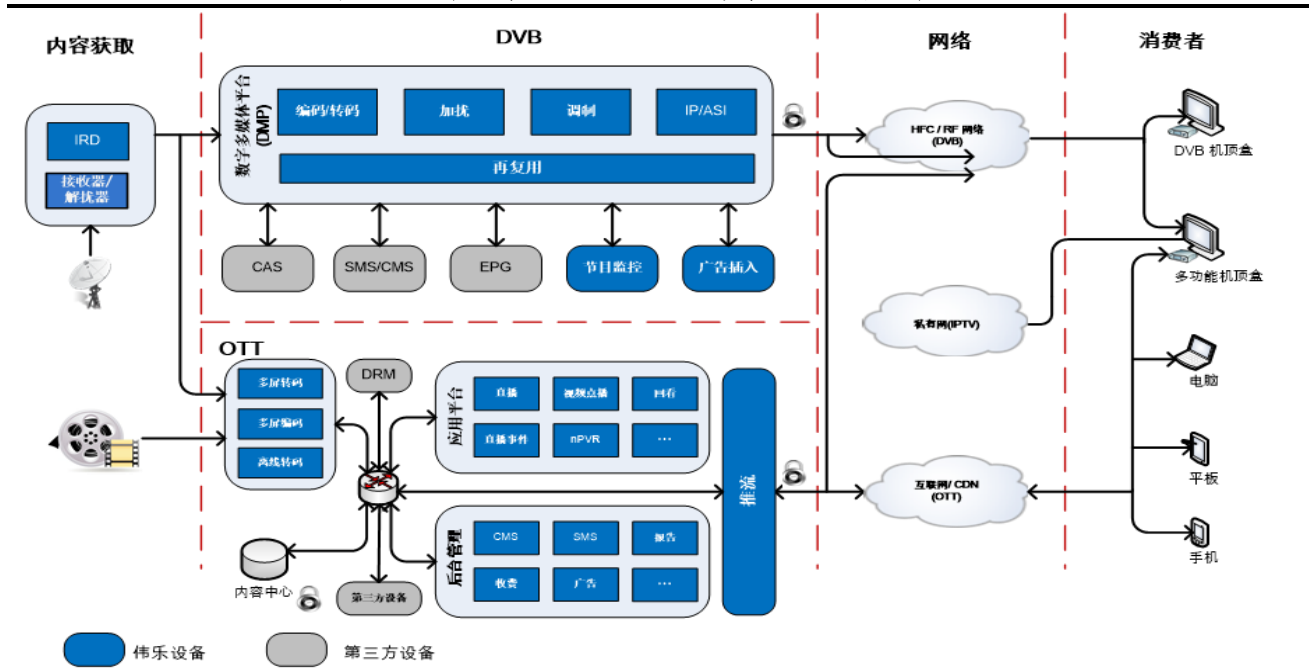 内容获取
DVB
网络
消费者
数字多媒体平台
(DMP)
编码/转码
加扰
调制
IP/ASI
再复用
IRD
接收器/
解扰器
HFC / RF 网络
(DVB)
DVB 机顶盒
CAS
SMS/CMS
EPG
节目监控
广告插入
多功能机顶盒
私有网(IPTV)
OTT
多屏转码
多屏编码
离线转码
DRM
应用平台
直播
视频点播
回看
直播事件
nPVR
...
推流
电脑
平板
互联网/ CDN
(OTT)
手机
后台管理
CMS
SMS
报告
收费
广告
...
内容中心
第三方设备
伟乐设备
第三方设备